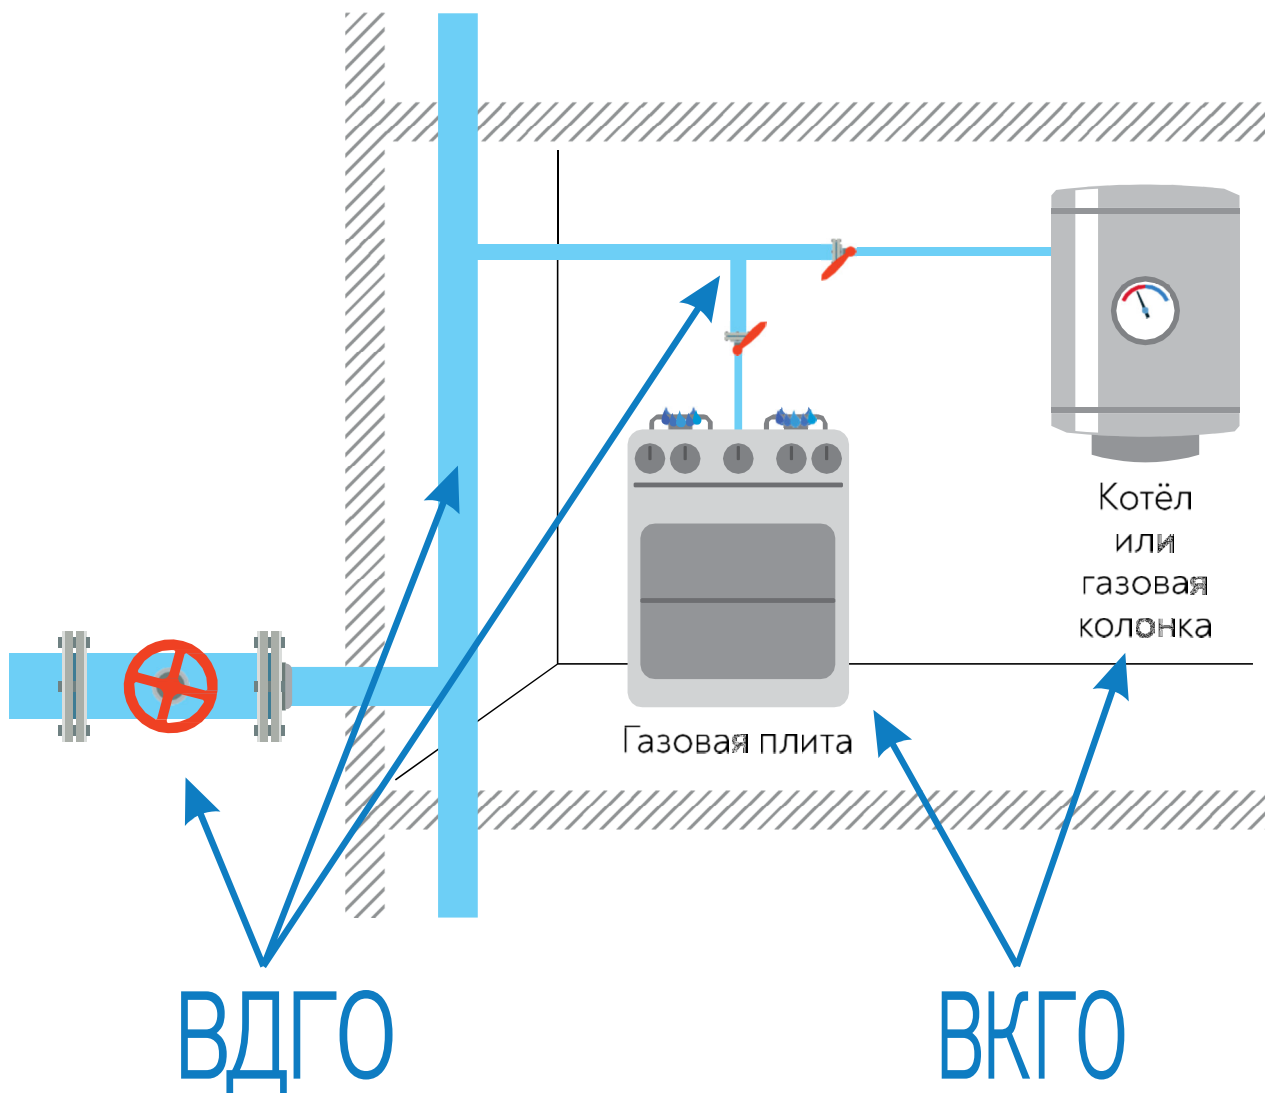 Котёл
или
газовая
колонка
Газовая плита
ВДГО
ВКГО